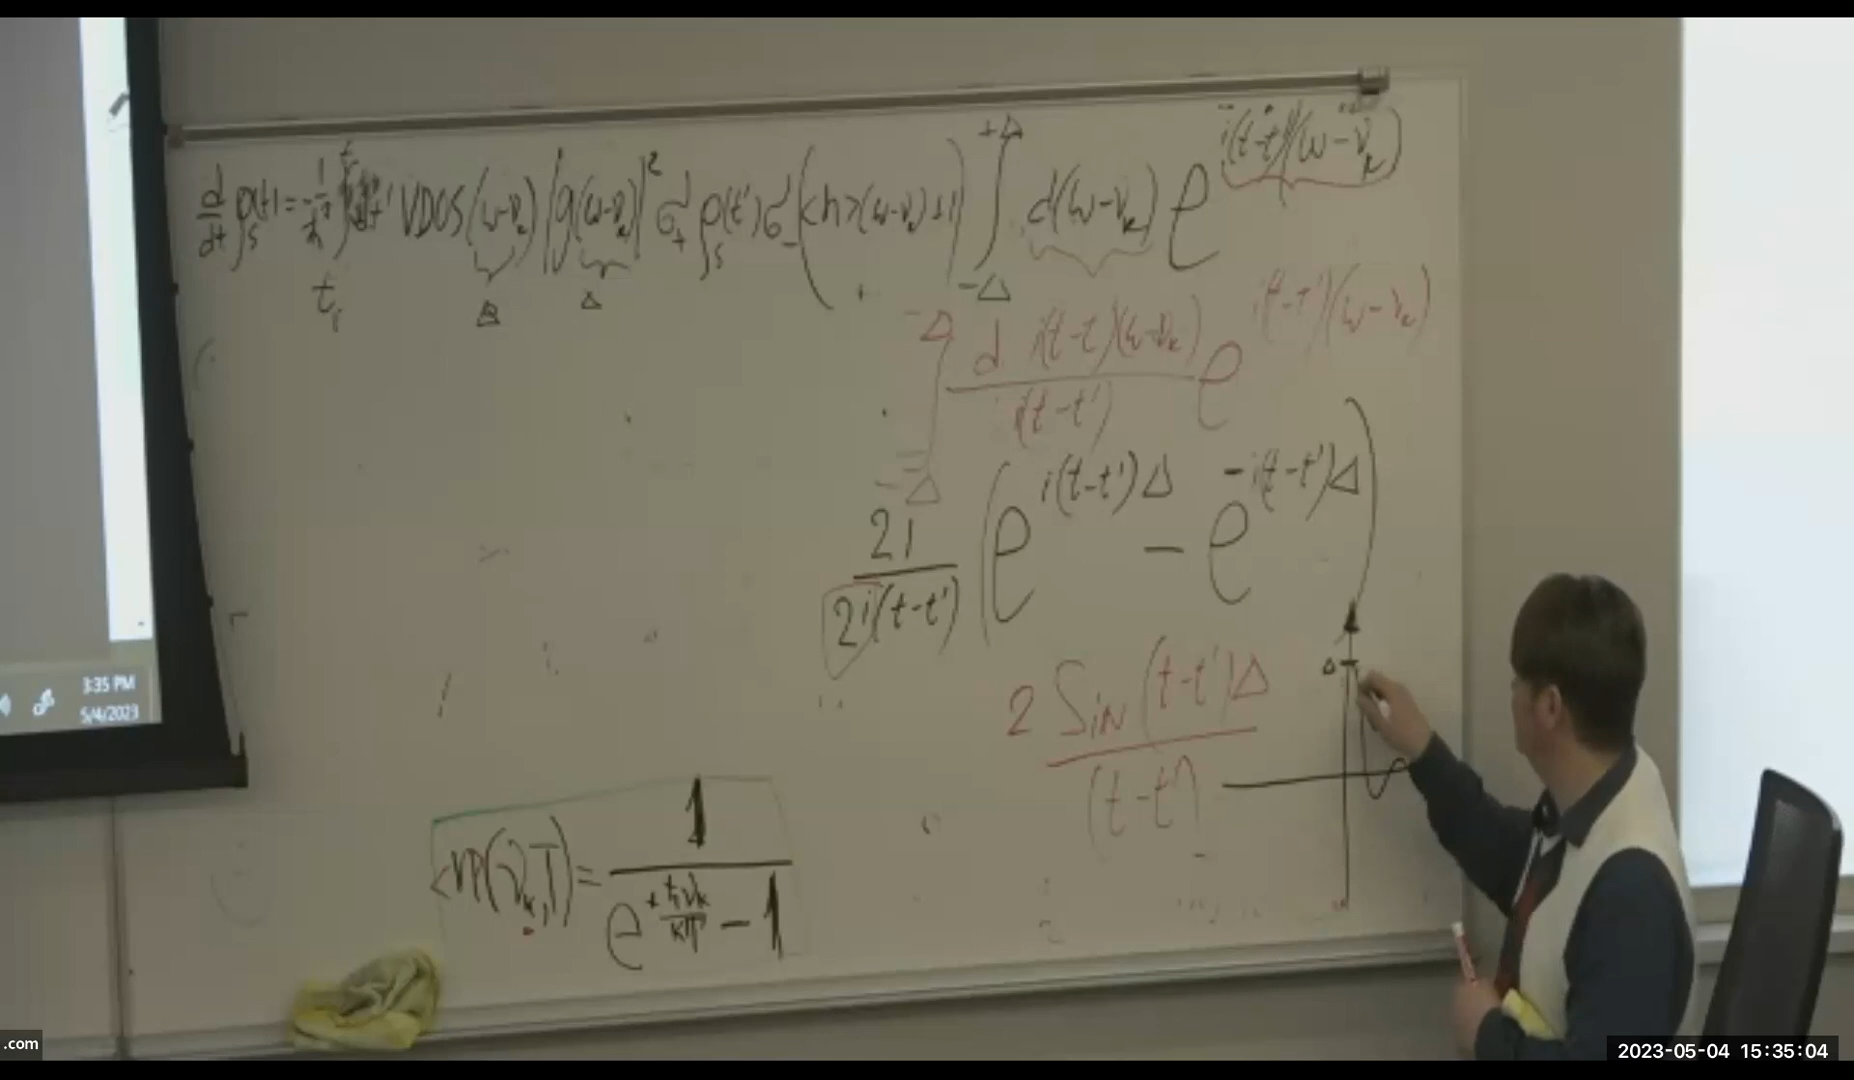 d/dt ρ_s(t) = -1/ħ² ∫ dt' VDOS(ω-ν_k) |g(ω-ν_k)|² σ_+ ρ_s(t') σ_- (<n>(ω-ν_k)+1) ∫ d(ω-ν_k) e^{i(t-t')(ω-ν_k)}
t₁ Δ Δ -Δ +Δ
-Δ ∫ d i(t-t')(ω-ν_k) / i(t-t') e^{i(t-t')(ω-ν_k)}
-Δ
2i / 2i(t-t') (e^{i(t-t')Δ} - e^{-i(t-t')Δ})
2 Sin(t-t')Δ / (t-t')
Δ
<n>(ν_k,T) = 1 / e^{+ħν_k/kT} - 1
3:35 PM
5/4/2023
.com
2023-05-04 15:35:04